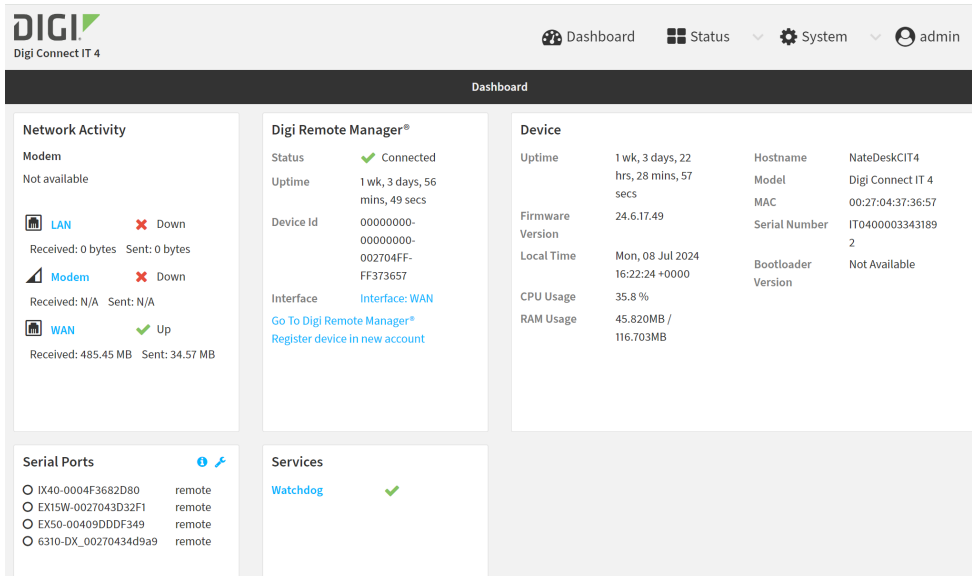 DIGI
Digi Connect IT 4
Dashboard Status System admin
Dashboard
Network Activity
Modem
Not available
LAN Down
Received: 0 bytes Sent: 0 bytes
Modem Down
Received: N/A Sent: N/A
WAN Up
Received: 485.45 MB Sent: 34.57 MB
Digi Remote Manager®
Status Connected
Uptime 1 wk, 3 days, 56
mins, 49 secs
Device Id 00000000-
00000000-
002704FF-
FF373657
Interface Interface: WAN
Go To Digi Remote Manager®
Register device in new account
Device
Uptime 1 wk, 3 days, 22
hrs, 28 mins, 57
secs
Firmware
Version 24.6.17.49
Local Time Mon, 08 Jul 2024
16:22:24 +0000
CPU Usage 35.8 %
RAM Usage 45.820MB /
116.703MB
Hostname NateDeskCIT4
Model Digi Connect IT 4
MAC 00:27:04:37:36:57
Serial Number IT0400003343189
2
Bootloader
Version Not Available
Serial Ports
IX40-0004F3682D80 remote
EX15W-0027043D32F1 remote
EX50-00409DDDF349 remote
6310-DX_00270434d9a9 remote
Services
Watchdog